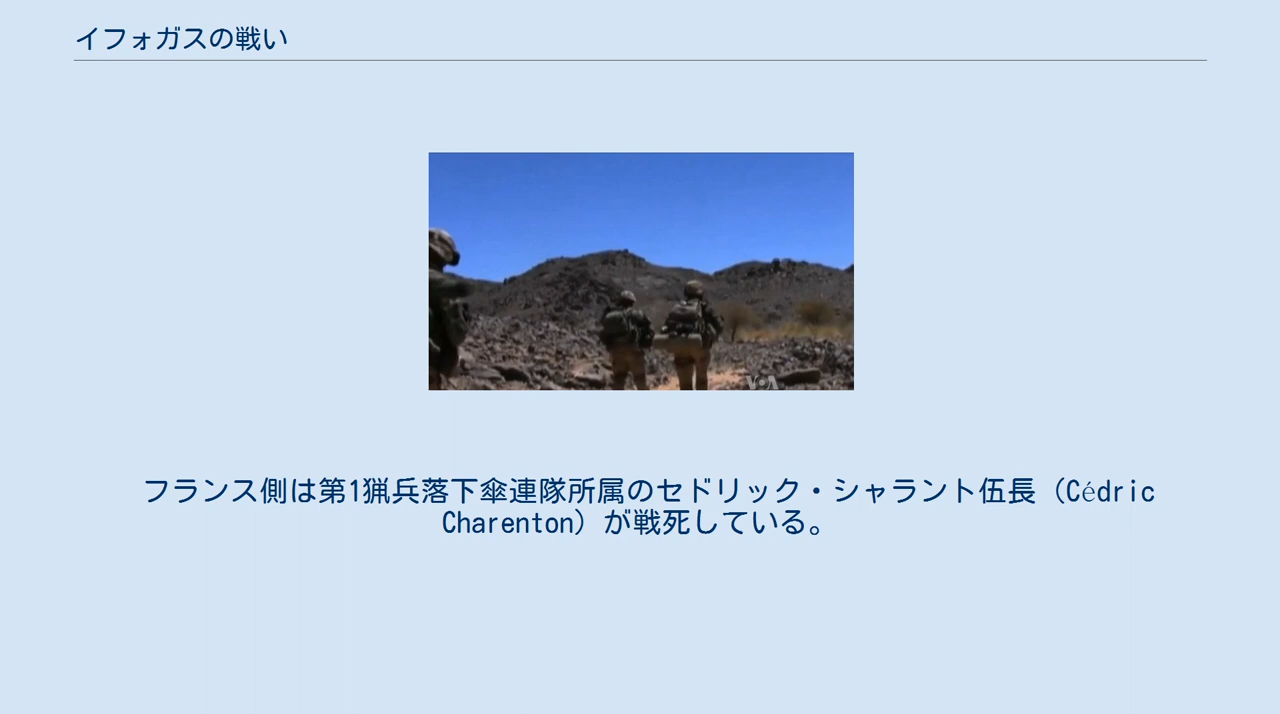 イフォガスの戦い
VOA
フランス側は第1猟兵落下傘連隊所属のセドリック・シャラント伍長（Cédric
Charenton）が戦死している。